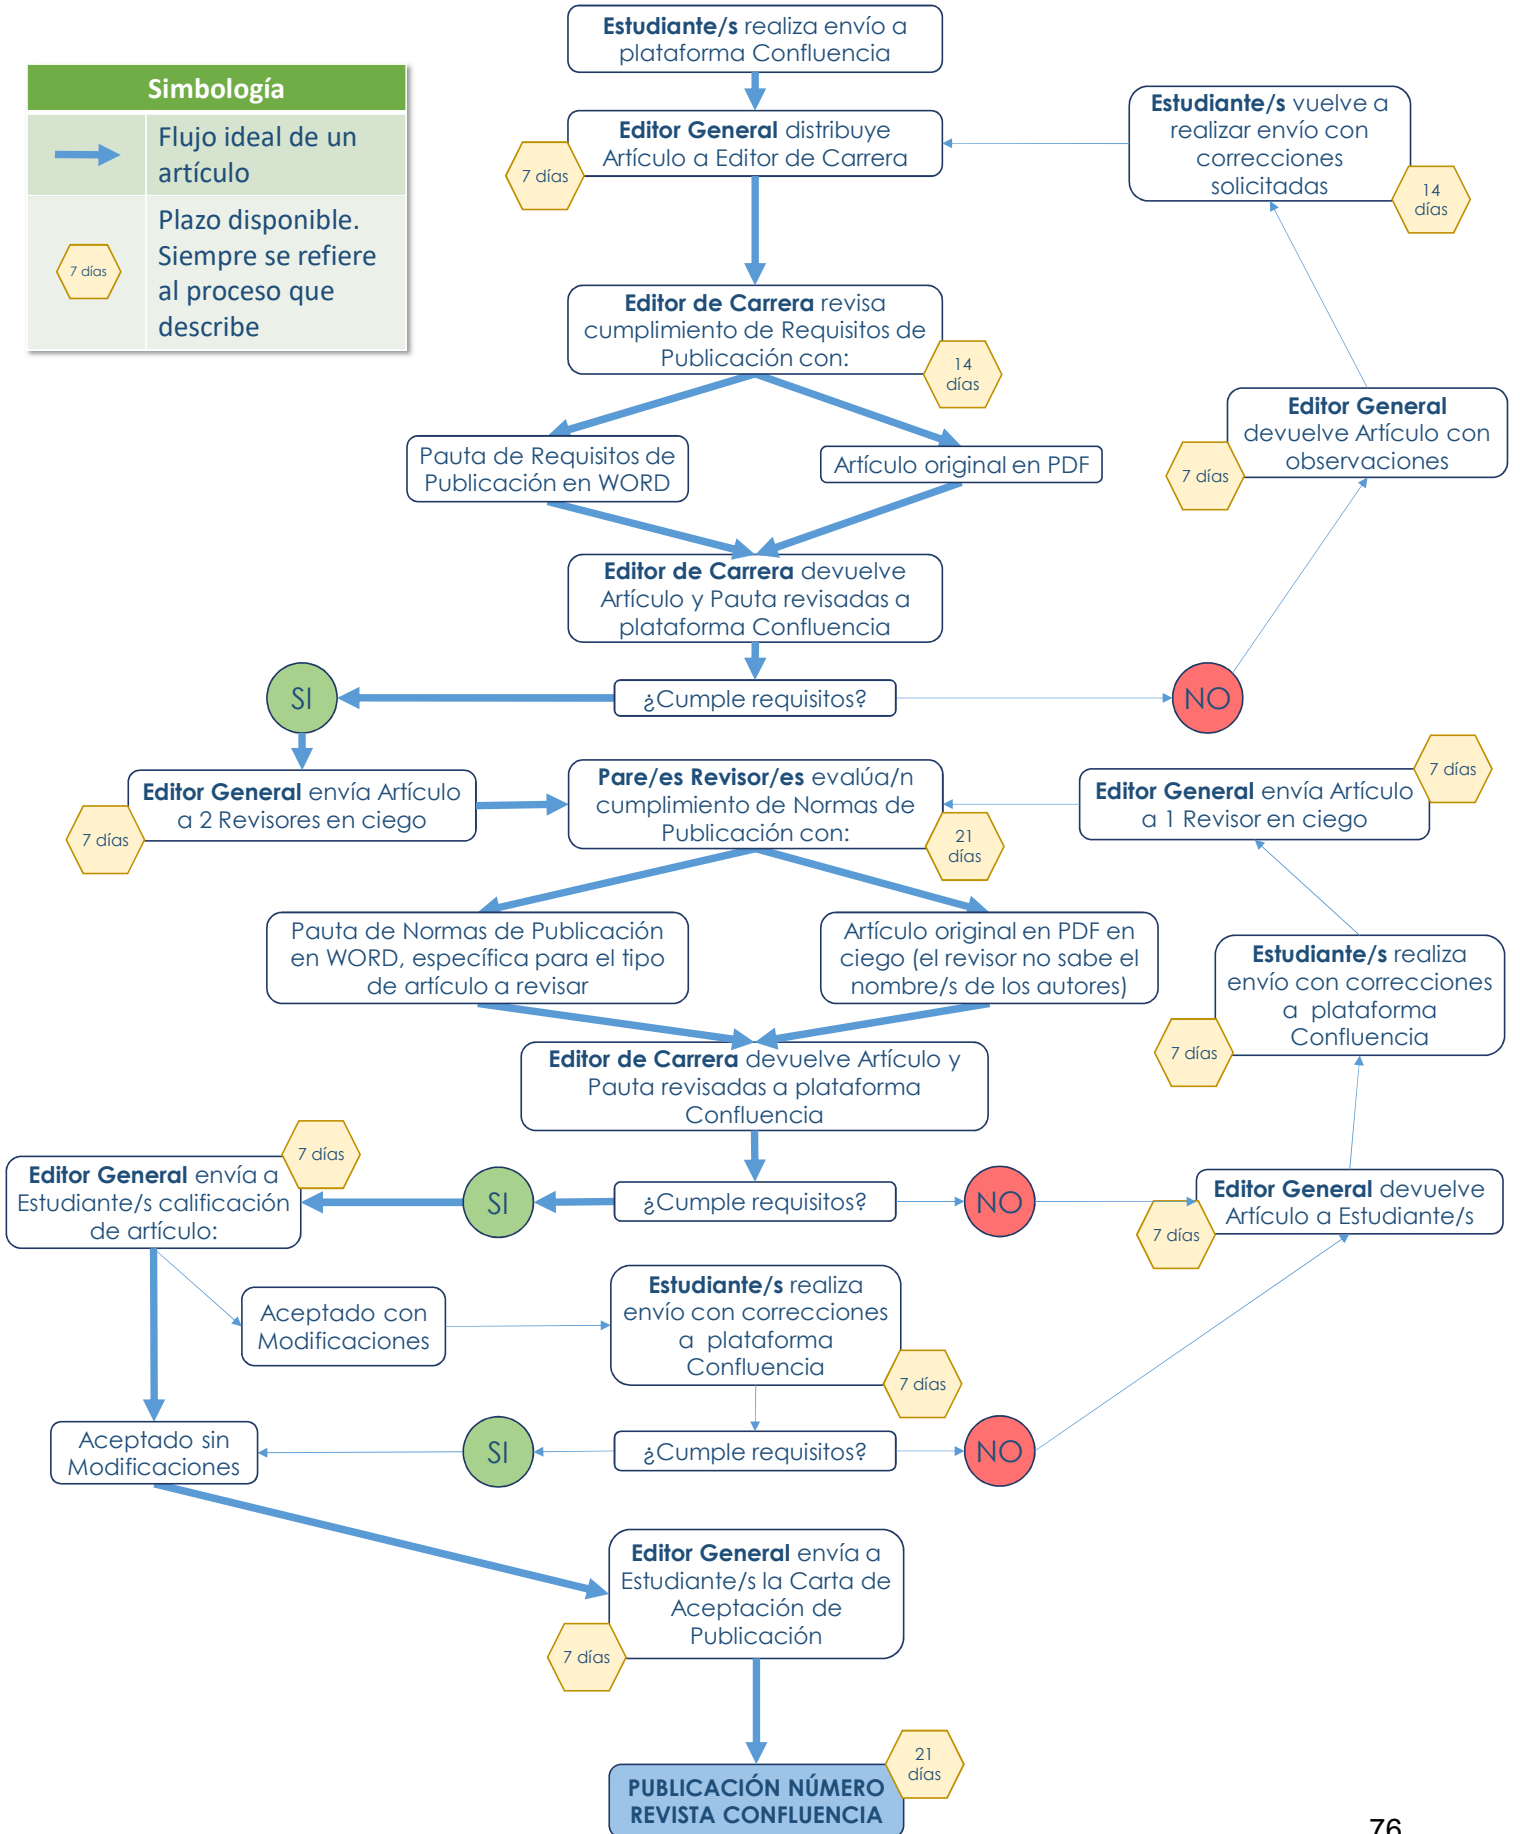 Estudiante/s realiza envío a
plataforma Confluencia
Simbología
Flujo ideal de un
artículo
7 días
Plazo disponible.
Siempre se refiere
al proceso que
describe
Editor General distribuye
Artículo a Editor de Carrera
7 días
Estudiante/s vuelve a
realizar envío con
correcciones
solicitadas
14
días
Editor de Carrera revisa
cumplimiento de Requisitos de
Publicación con:
14
días
Editor General
devuelve Artículo con
observaciones
7 días
Pauta de Requisitos de
Publicación en WORD
Artículo original en PDF
Editor de Carrera devuelve
Artículo y Pauta revisadas a
plataforma Confluencia
SI
¿Cumple requisitos?
NO
Editor General envía Artículo
a 2 Revisores en ciego
7 días
Pare/es Revisor/es evalúa/n
cumplimiento de Normas de
Publicación con:
21
días
Editor General envía Artículo
a 1 Revisor en ciego
7 días
Pauta de Normas de Publicación
en WORD, específica para el tipo
de artículo a revisar
Artículo original en PDF en
ciego (el revisor no sabe el
nombre/s de los autores)
Estudiante/s realiza
envío con correcciones
a plataforma
Confluencia
7 días
Editor de Carrera devuelve Artículo y
Pauta revisadas a plataforma
Confluencia
7 días
Editor General envía a
Estudiante/s calificación
de artículo:
SI
¿Cumple requisitos?
NO
Editor General devuelve
Artículo a Estudiante/s
7 días
Aceptado con
Modificaciones
Estudiante/s realiza
envío con correcciones
a plataforma
Confluencia
7 días
Aceptado sin
Modificaciones
SI
¿Cumple requisitos?
NO
Editor General envía a
Estudiante/s la Carta de
Aceptación de
Publicación
7 días
21
días
PUBLICACIÓN NÚMERO
REVISTA CONFLUENCIA
76